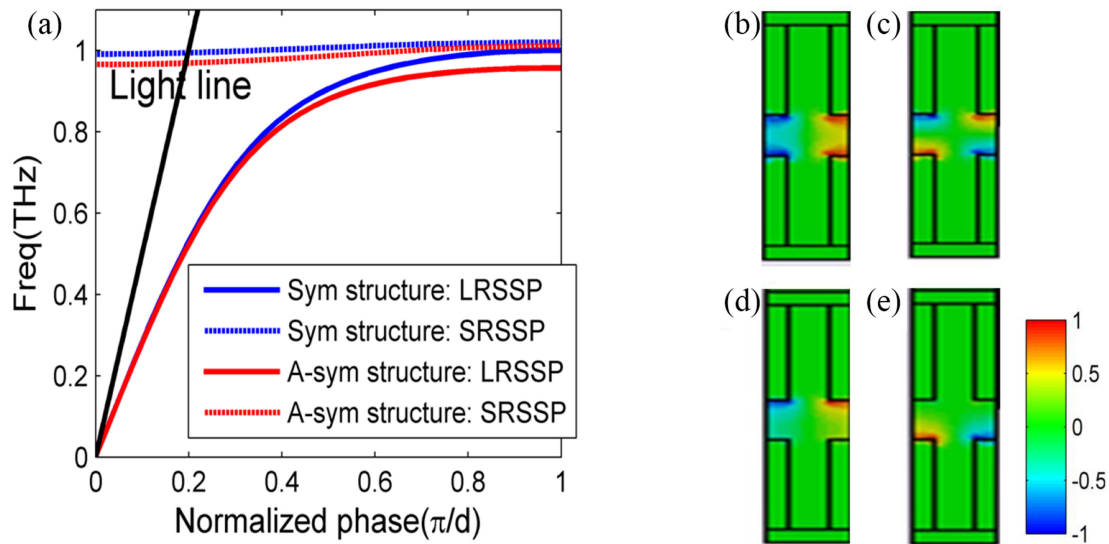 (a)
1
0.8
0.6
0.4
0.2
0
Freq(THz)
Light line
Sym structure: LRSSP
Sym structure: SRSSP
A-sym structure: LRSSP
A-sym structure: SRSSP
0 0.2 0.4 0.6 0.8 1
Normalized phase(π/d)
(b)
(c)
(d)
(e)
1
0.5
0
-0.5
-1